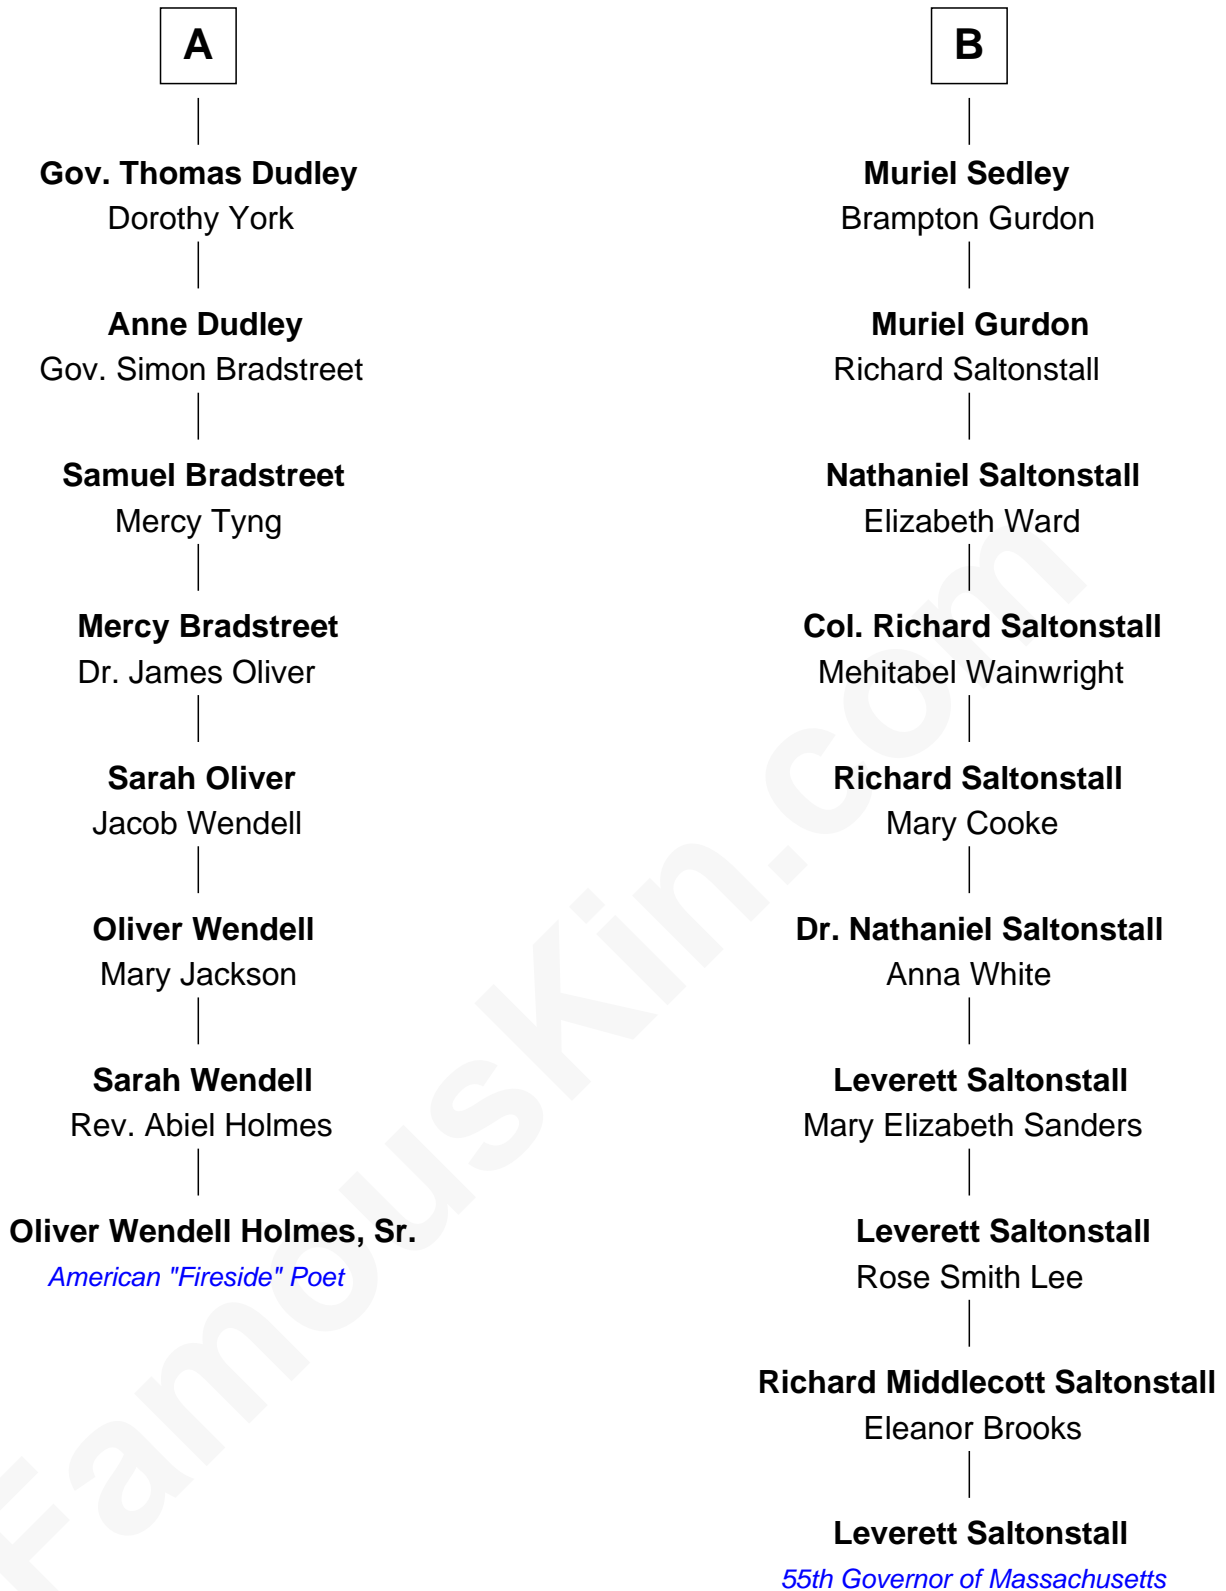 A
Gov. Thomas Dudley
Dorothy York
Anne Dudley
Gov. Simon Bradstreet
Samuel Bradstreet
Mercy Tyng
Mercy Bradstreet
Dr. James Oliver
Sarah Oliver
Jacob Wendell
Oliver Wendell
Mary Jackson
Sarah Wendell
Rev. Abiel Holmes
Oliver Wendell Holmes, Sr.
American "Fireside" Poet
B
Muriel Sedley
Brampton Gurdon
Muriel Gurdon
Richard Saltonstall
Nathaniel Saltonstall
Elizabeth Ward
Col. Richard Saltonstall
Mehitabel Wainwright
Richard Saltonstall
Mary Cooke
Dr. Nathaniel Saltonstall
Anna White
Leverett Saltonstall
Mary Elizabeth Sanders
Leverett Saltonstall
Rose Smith Lee
Richard Middlecott Saltonstall
Eleanor Brooks
Leverett Saltonstall
55th Governor of Massachusetts
FamousKin.com